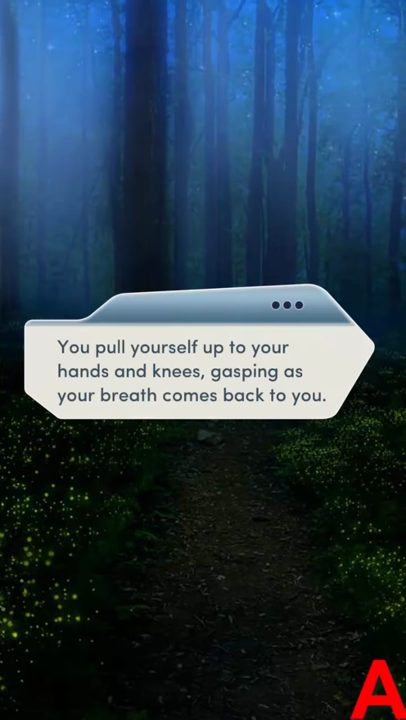 You pull yourself up to your
hands and knees, gasping as
your breath comes back to you.
A